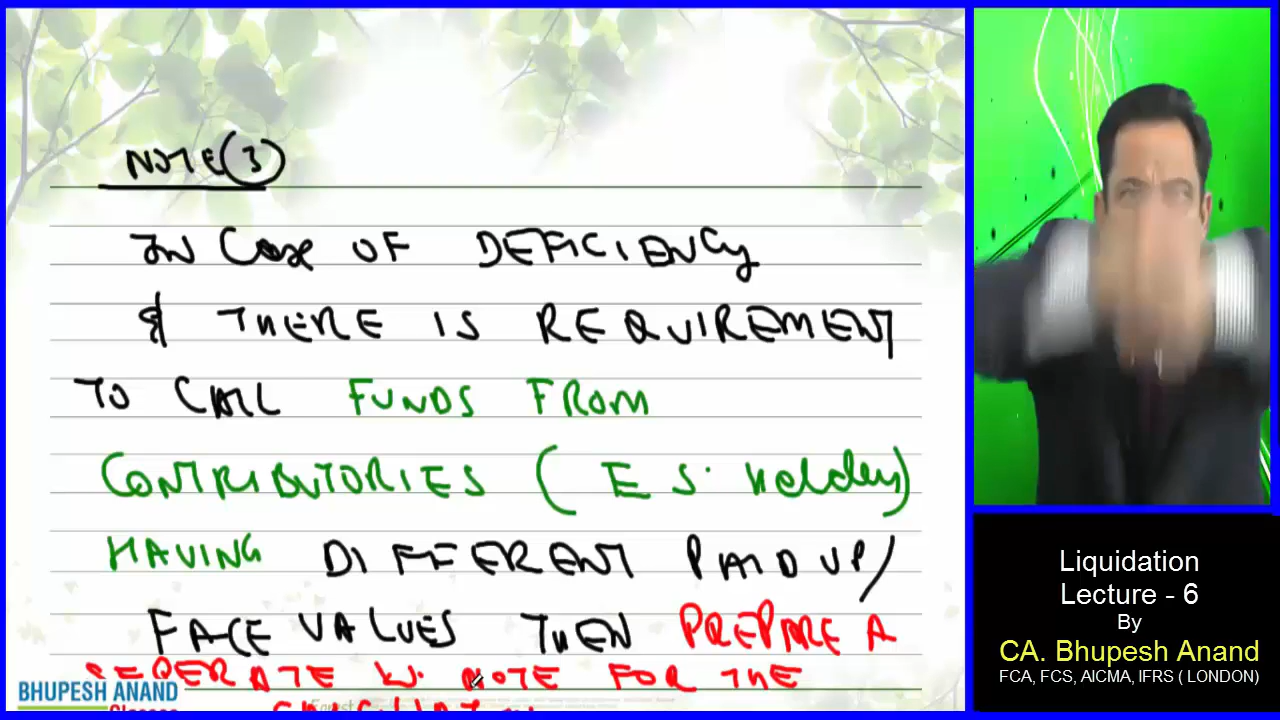 NOTE (3)
In Case OF DEFICIENCY
& THERE IS REQUIREMENT
TO CALL FUNDS FROM
CONTRIBUTORIES ( E S. Holders)
HAVING DIFFERENT PAID UP/
FACE VALUES THEN PREPARE A
SEPERATE W. NOTE FOR THE
BHUPESH ANAND
Classes
Liquidation
Lecture - 6
By
CA. Bhupesh Anand
FCA, FCS, AICMA, IFRS ( LONDON)